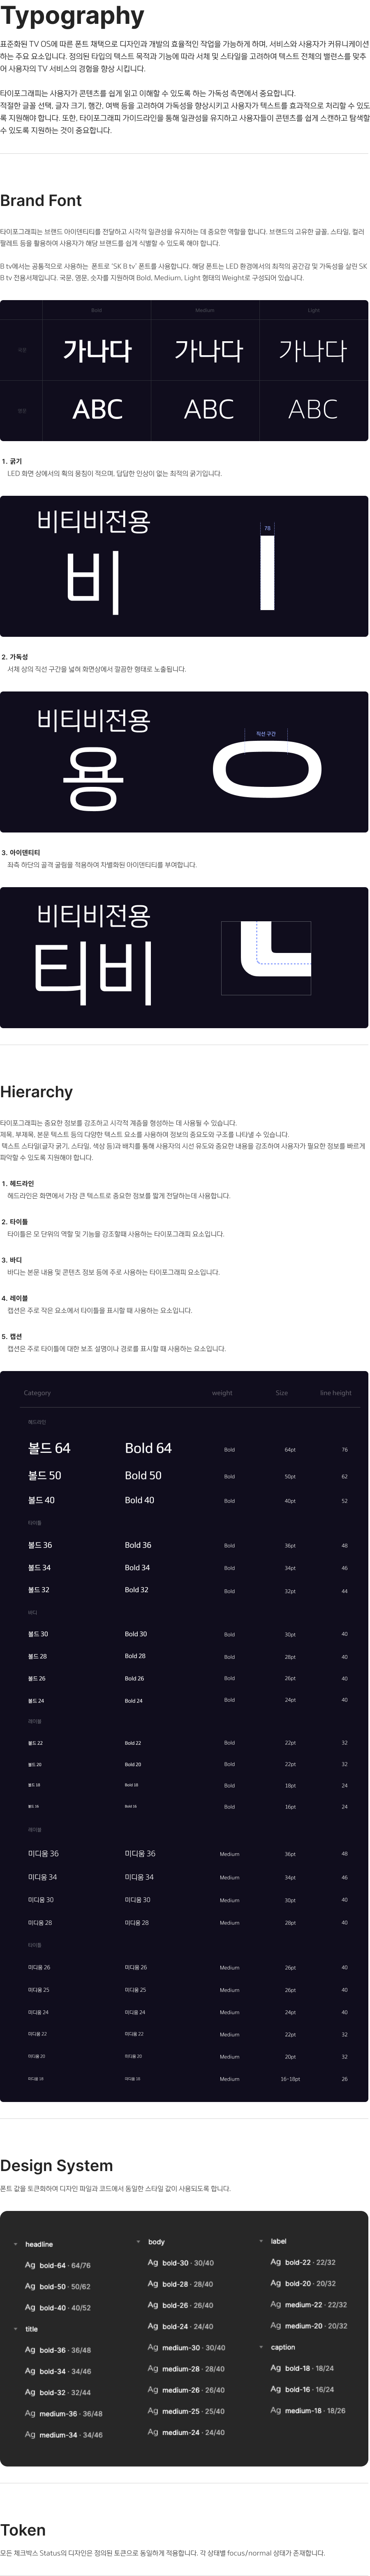 Typography
표준화된 TV OS에 따른 폰트 채택으로 디자인과 개발의 효율적인 작업을 가능하게 하며, 서비스와 사용자가 커뮤니케이션
하는 주요 요소입니다. 정의된 타입의 텍스트 목적과 기능에 따라 서체 및 스타일을 고려하여 텍스트 전체의 밸런스를 맞추
어 사용자의 TV 서비스의 경험을 향상 시킵니다.
타이포그래피는 사용자가 콘텐츠를 쉽게 읽고 이해할 수 있도록 하는 가독성 측면에서 중요합니다.
적절한 글꼴 선택, 글자 크기, 행간, 여백 등을 고려하여 가독성을 향상시키고 사용자가 텍스트를 효과적으로 처리할 수 있도
록 지원해야 합니다. 또한, 타이포그래피 가이드라인을 통해 일관성을 유지하고 사용자들이 콘텐츠를 쉽게 스캔하고 탐색할
수 있도록 지원하는 것이 중요합니다.
Brand Font
타이포그래피는 브랜드 아이덴티티를 전달하고 시각적 일관성을 유지하는 데 중요한 역할을 합니다. 브랜드의 고유한 글꼴, 스타일, 컬러
팔레트 등을 활용하여 사용자가 해당 브랜드를 쉽게 식별할 수 있도록 해야 합니다.
B tv에서는 공통적으로 사용하는 폰트로 'SK B tv' 폰트를 사용합니다. 해당 폰트는 LED 환경에서의 최적의 공간감 및 가독성을 살린 SK
B tv 전용서체입니다. 국문, 영문, 숫자를 지원하며 Bold, Medium, Light 형태의 Weight로 구성되어 있습니다.
Bold Medium Light
국문 가나다 가나다 가나다
영문 ABC ABC ABC
1. 굵기
LED 화면 상에서의 획의 뭉침이 적으며, 답답한 인상이 없는 최적의 굵기입니다.
비티비전용
비 78
2. 가독성
서체 상의 직선 구간을 넓혀 화면상에서 깔끔한 형태로 노출됩니다.
비티비전용
용 직선 구간
3. 아이덴티티
좌측 하단의 골격 굴림을 적용하여 차별화된 아이덴티티를 부여합니다.
비티비전용
티비
Hierarchy
타이포그래피는 중요한 정보를 강조하고 시각적 계층을 형성하는 데 사용될 수 있습니다.
제목, 부제목, 본문 텍스트 등의 다양한 텍스트 요소를 사용하여 정보의 중요도와 구조를 나타낼 수 있습니다.
텍스트 스타일(글자 굵기, 스타일, 색상 등)과 배치를 통해 사용자의 시선 유도와 중요한 내용을 강조하며 사용자가 필요한 정보를 빠르게
파악할 수 있도록 지원해야 합니다.
1. 헤드라인
헤드라인은 화면에서 가장 큰 텍스트로 중요한 정보를 짧게 전달하는데 사용합니다.
2. 타이틀
타이틀은 모 단위의 역할 및 기능을 강조할때 사용하는 타이포그래피 요소입니다.
3. 바디
바디는 본문 내용 및 콘텐츠 정보 등에 주로 사용하는 타이포그래피 요소입니다.
4. 레이블
캡션은 주로 작은 요소에서 타이틀을 표시할 때 사용하는 요소입니다.
5. 캡션
캡션은 주로 타이틀에 대한 보조 설명이나 경로를 표시할 때 사용하는 요소입니다.
Category weight Size line height
헤드라인
볼드 64 Bold 64 Bold 64pt 76
볼드 50 Bold 50 Bold 50pt 62
볼드 40 Bold 40 Bold 40pt 52
타이틀
볼드 36 Bold 36 Bold 36pt 48
볼드 34 Bold 34 Bold 34pt 46
볼드 32 Bold 32 Bold 32pt 44
바디
볼드 30 Bold 30 Bold 30pt 40
볼드 28 Bold 28 Bold 28pt 40
볼드 26 Bold 26 Bold 26pt 40
볼드 24 Bold 24 Bold 24pt 40
레이블
볼드 22 Bold 22 Bold 22pt 32
볼드 20 Bold 20 Bold 22pt 32
볼드 18 Bold 18 Bold 18pt 24
볼드 16 Bold 16 Bold 16pt 24
레이블
미디움 36 미디움 36 Medium 36pt 48
미디움 34 미디움 34 Medium 34pt 46
미디움 30 미디움 30 Medium 30pt 40
미디움 28 미디움 28 Medium 28pt 40
타이틀
미디움 26 미디움 26 Medium 26pt 40
미디움 25 미디움 25 Medium 26pt 40
미디움 24 미디움 24 Medium 24pt 40
미디움 22 미디움 22 Medium 22pt 32
미디움 20 미디움 20 Medium 20pt 32
미디움 18 미디움 18 Medium 16-18pt 26
Design System
폰트 값을 토큰화하여 디자인 파일과 코드에서 동일한 스타일 값이 사용되도록 합니다.
headline
Ag bold-64 · 64/76
Ag bold-50 · 50/62
Ag bold-40 · 40/52
title
Ag bold-36 · 36/48
Ag bold-34 · 34/46
Ag bold-32 · 32/44
Ag medium-36 · 36/48
Ag medium-34 · 34/46
body
Ag bold-30 · 30/40
Ag bold-28 · 28/40
Ag bold-26 · 26/40
Ag bold-24 · 24/40
Ag medium-30 · 30/40
Ag medium-28 · 28/40
Ag medium-26 · 26/40
Ag medium-25 · 25/40
Ag medium-24 · 24/40
label
Ag bold-22 · 22/32
Ag bold-20 · 20/32
Ag medium-22 · 22/32
Ag medium-20 · 20/32
caption
Ag bold-18 · 18/24
Ag bold-16 · 16/24
Ag medium-18 · 18/26
Token
모든 체크박스 Status의 디자인은 정의된 토큰으로 동일하게 적용합니다. 각 상태별 focus/normal 상태가 존재합니다.